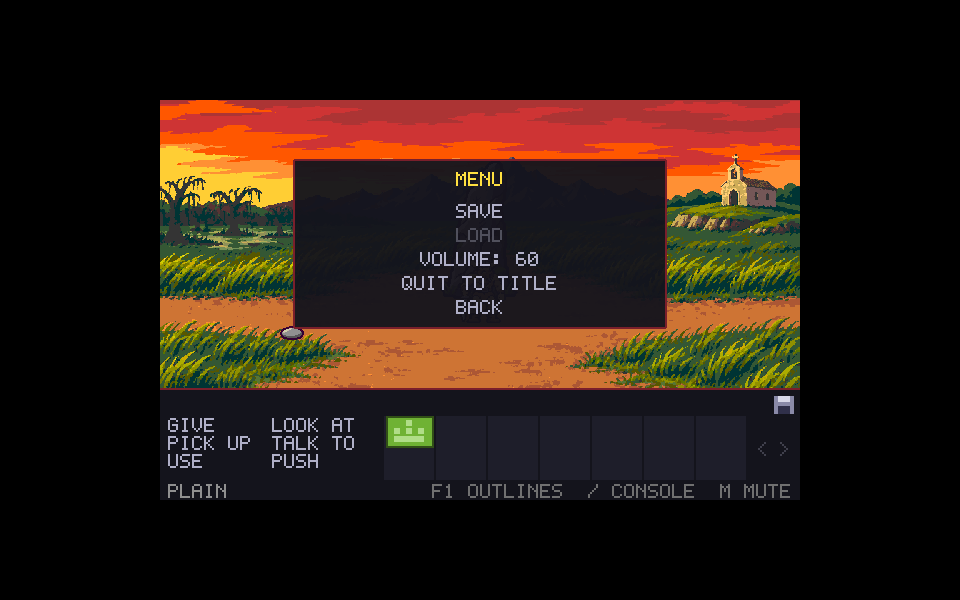 MENU
SAVE
LOAD
VOLUME: 60
QUIT TO TITLE
BACK
GIVE LOOK AT
PICK UP TALK TO
USE PUSH
< >
PLAIN F1 OUTLINES / CONSOLE M MUTE